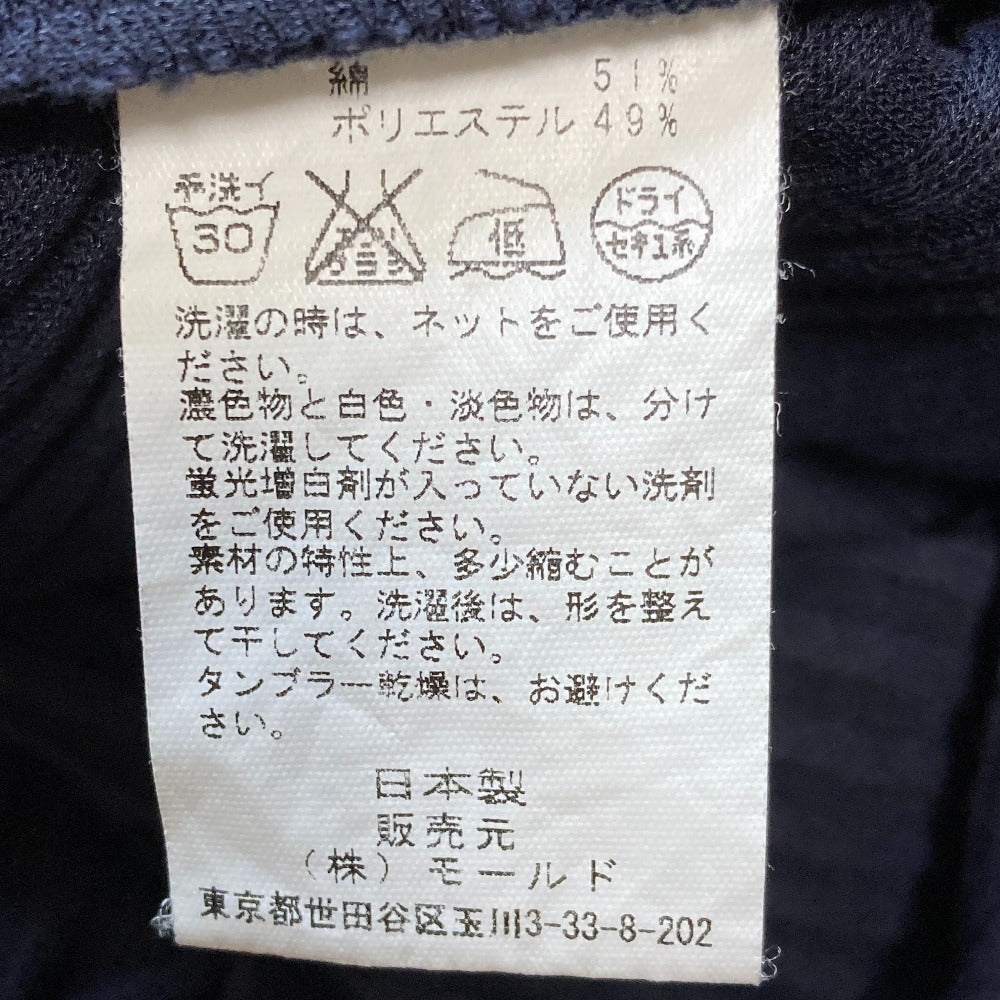 綿 51%
ポリエステル 49%
手洗イ
30
エンソサラシ
低
ドライ
セキユ系
洗濯の時は、ネットをご使用く
ださい。
濃色物と白色・淡色物は、分け
て洗濯してください。
蛍光増白剤が入っていない洗剤
をご使用ください。
素材の特性上、多少縮むことが
あります。洗濯後は、形を整え
て干してください。
タンブラー乾燥は、お避けくだ
さい。
日本製
販売元
(株)モールド
東京都世田谷区玉川3-33-8-202